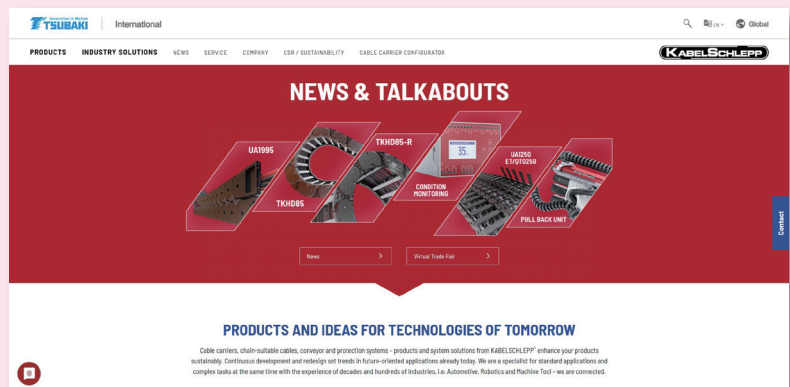 Innovation in Motion
TSUBAKI
International
EN
Global
PRODUCTS
INDUSTRY SOLUTIONS
NEWS
SERVICE
COMPANY
CSR / SUSTAINABILITY
CABLE CARRIER CONFIGURATOR
KABELSCHLEPP
NEWS & TALKABOUTS
UA1995
TKHD85
TKHD85-R
35.
CONDITION
MONITORING
UA1250
ET/QTO250
PULL BACK UNIT
Contact
News
Virtual Trade Fair
PRODUCTS AND IDEAS FOR TECHNOLOGIES OF TOMORROW
Cable carriers, chain-suitable cables, conveyor and protection systems – products and system solutions from KABELSCHLEPP® enhance your products
sustainably. Continuous development and redesign set trends in future-oriented applications already today. We are a specialist for standard applications and
complex tasks at the same time with the experience of decades and hundreds of industries, i.e. Automotive, Robotics and Machine Tool – we are connected.